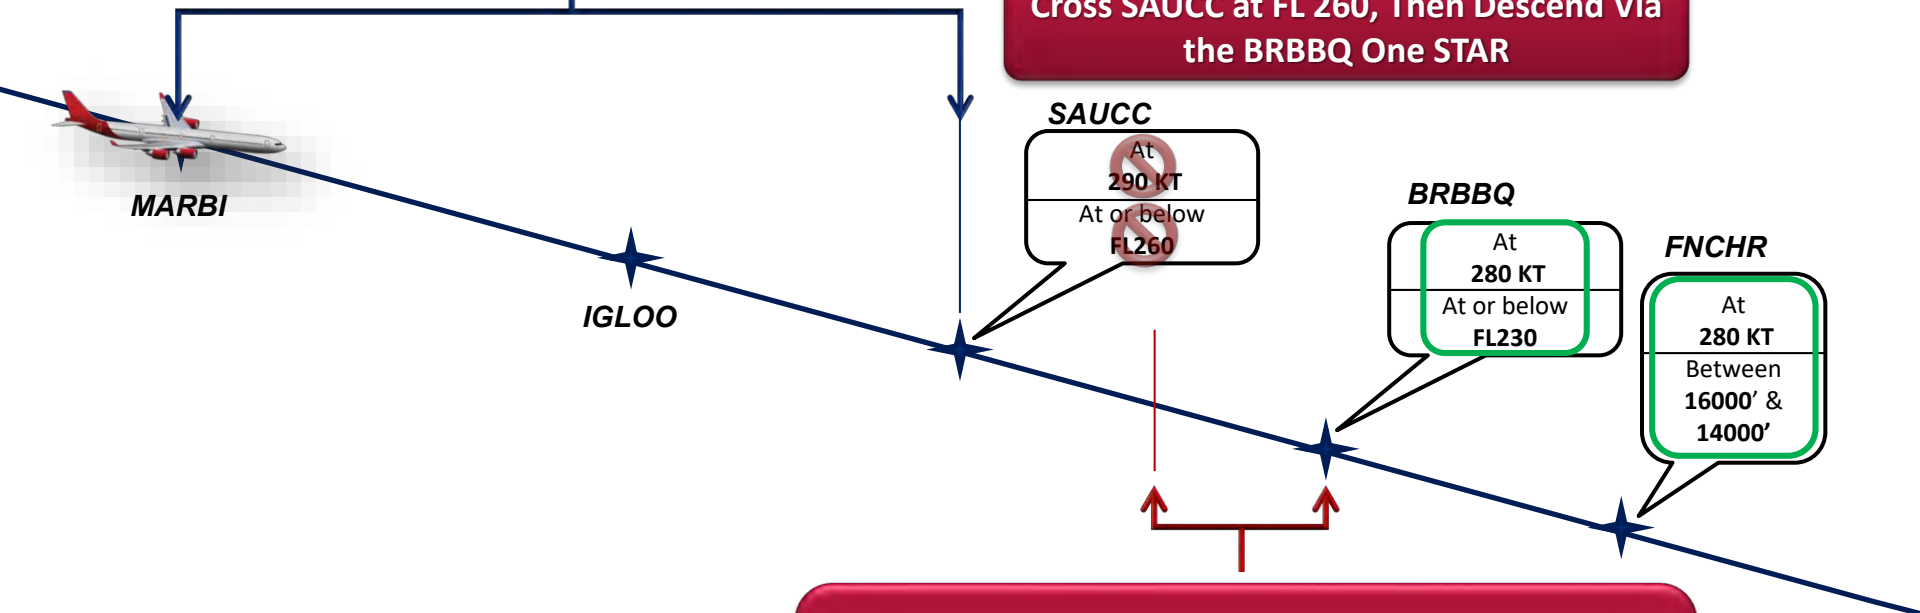 Cross SAUCC at FL 260, Then Descend Via
the BRBBQ One STAR
SAUCC
At
290 KT
At or below
FL260
MARBI
BRBBQ
At
280 KT
At or below
FL230
FNCHR
At
280 KT
Between
16000’ &
14000’
IGLOO